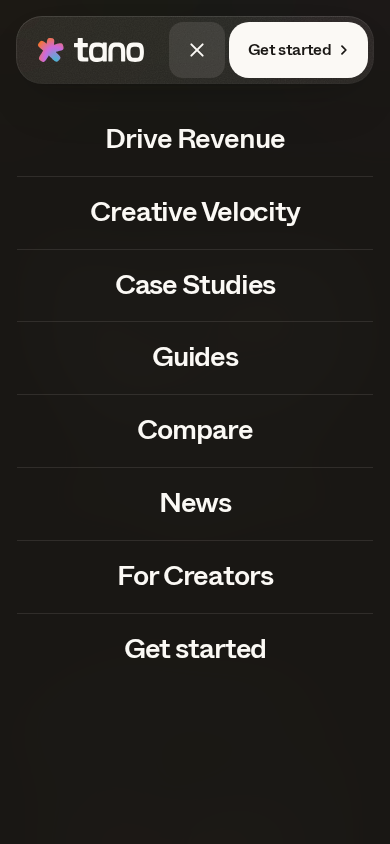 tano
Get started
Drive Revenue
Creative Velocity
Case Studies
Guides
Compare
News
For Creators
Get started